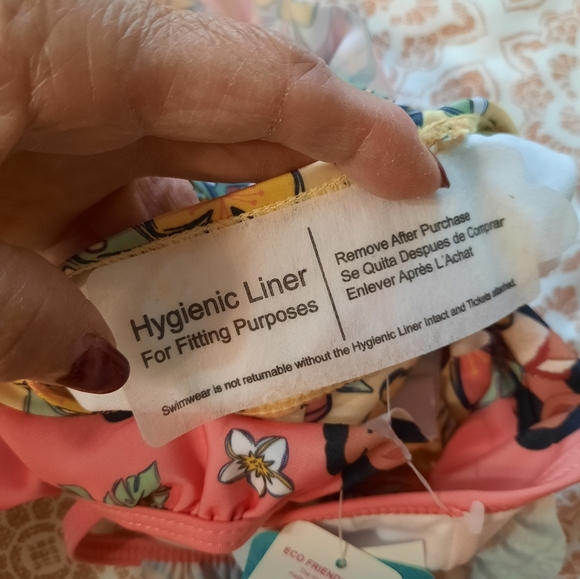 Hygienic Liner
For Fitting Purposes
Remove After Purchase
Se Quita Despues de Comprar
Enlever Après L'Achat
Swimwear is not returnable without the Hygienic Liner Intact and Tickets attached.
ECO FRIEND